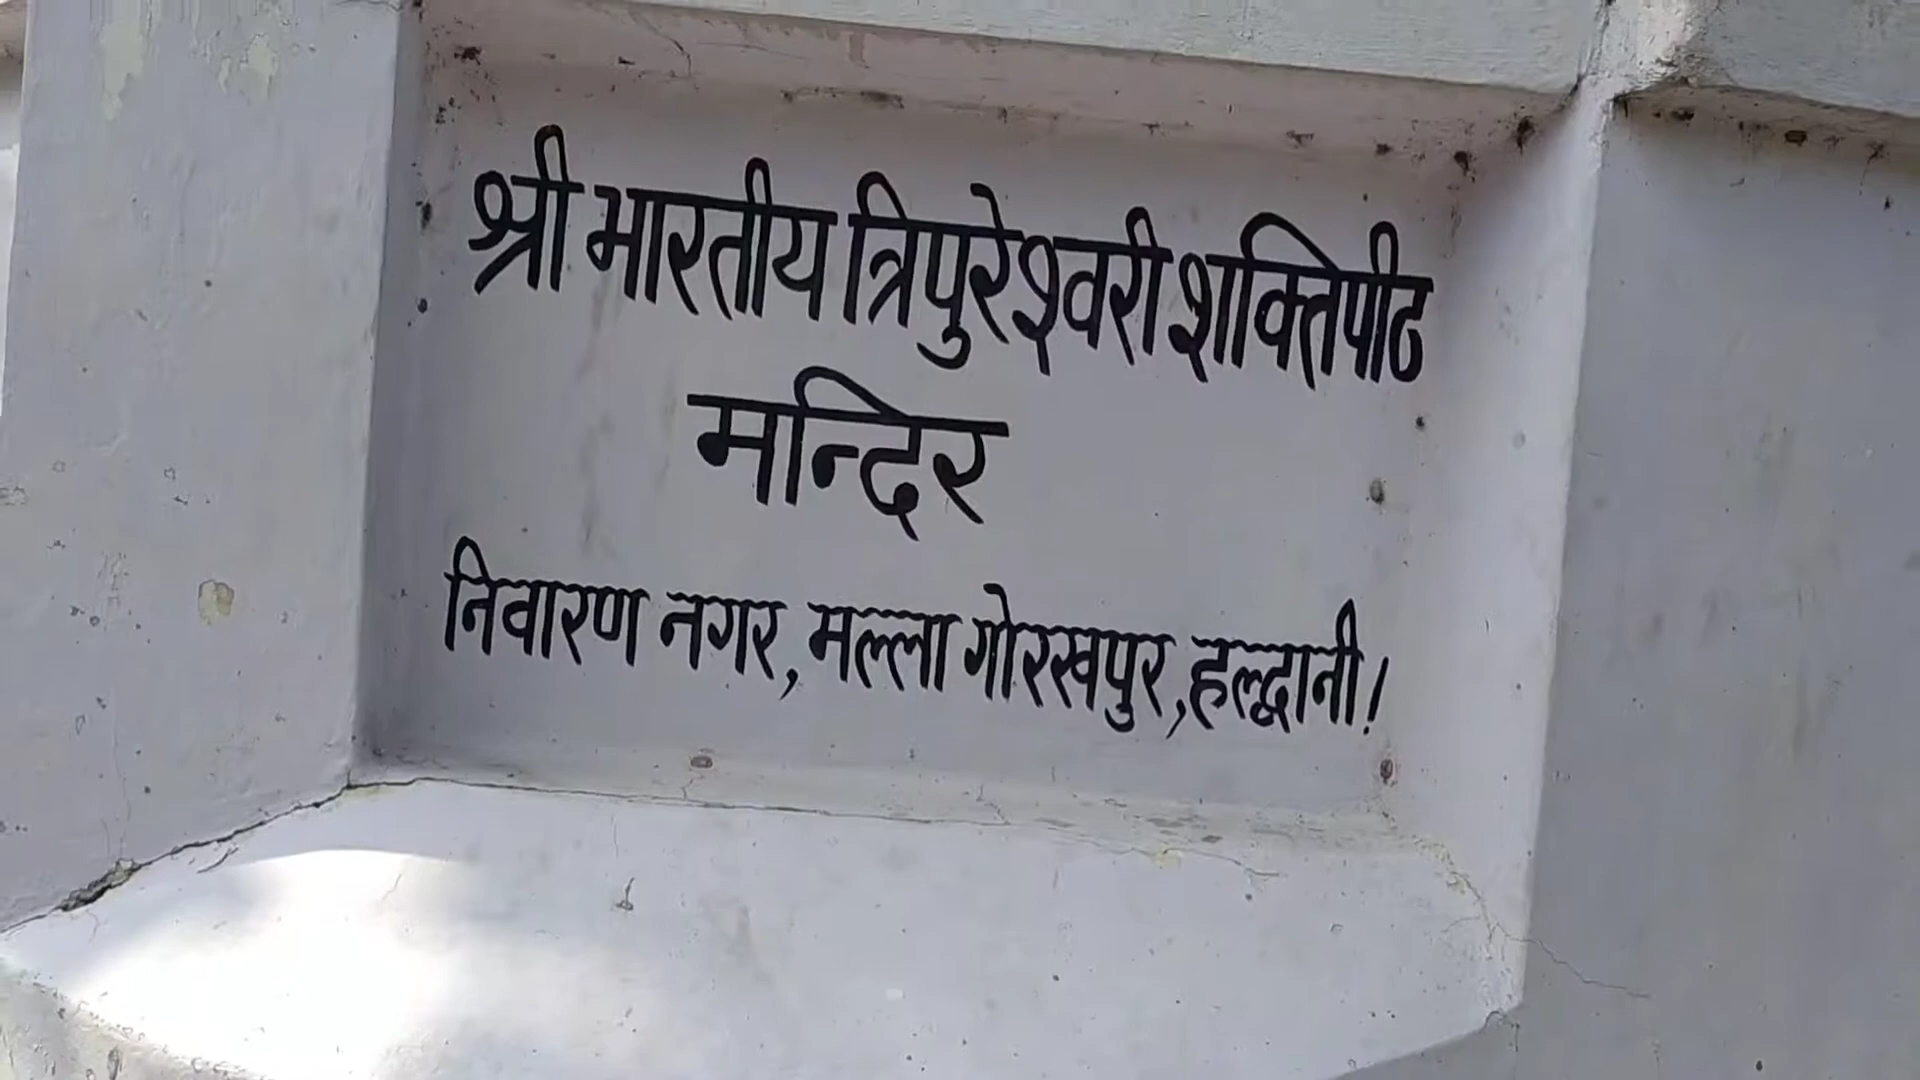 श्री भारतीय त्रिपुरेश्वरी शक्तिपीठ
मन्दिर
निवारण नगर, मल्ला गोरखपुर, हल्द्वानी!